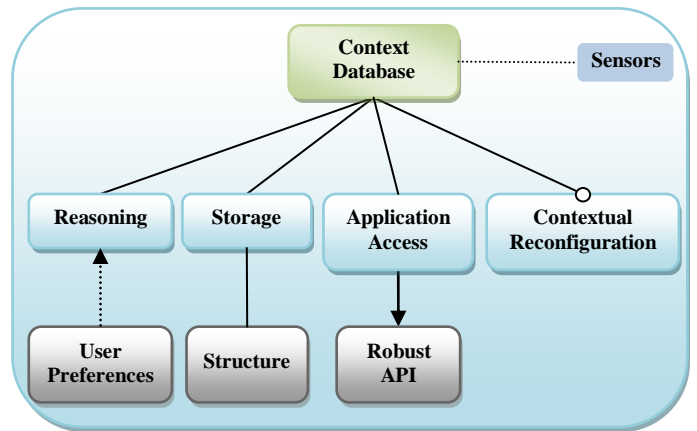 Context
Database
Sensors
Reasoning
Storage
Application
Access
Contextual
Reconfiguration
User
Preferences
Structure
Robust
API